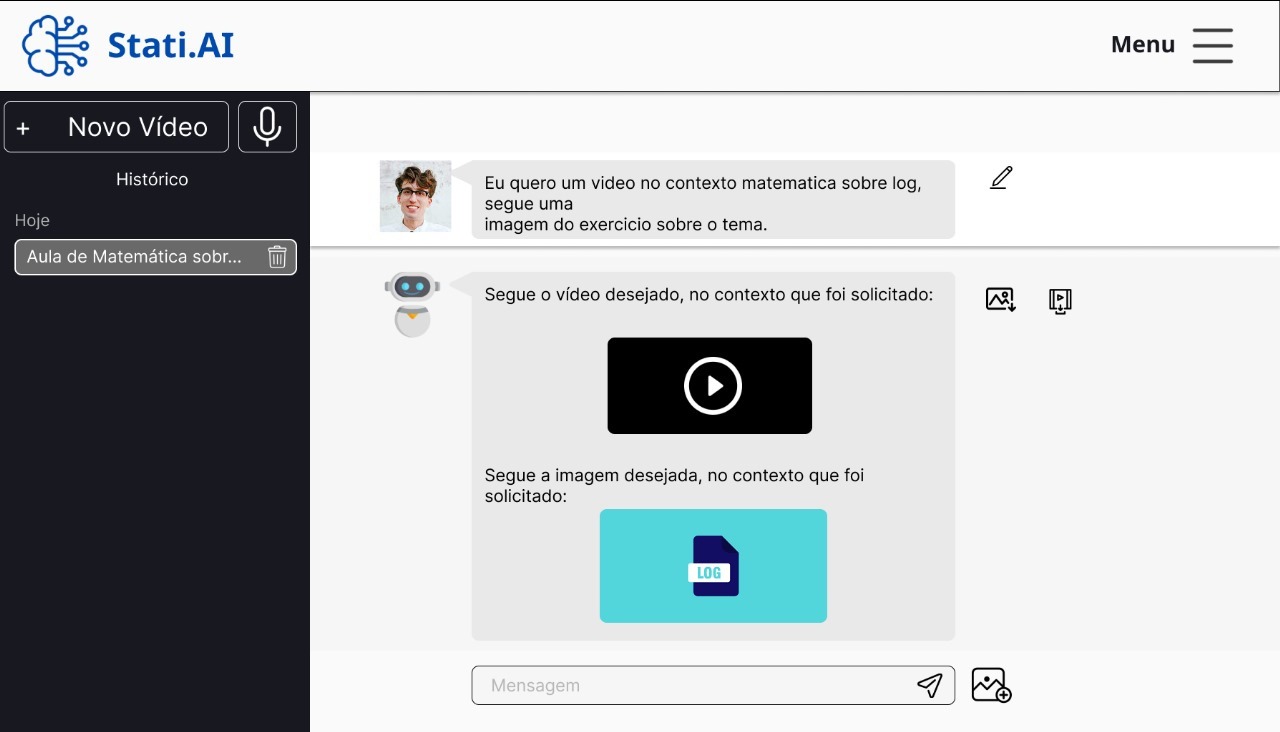 Stati.AI
Menu
+ Novo Vídeo
Histórico
Hoje
Aula de Matemática sobr...
Eu quero um video no contexto matematica sobre log,
segue uma
imagem do exercicio sobre o tema.
Segue o vídeo desejado, no contexto que foi solicitado:
Segue a imagem desejada, no contexto que foi
solicitado:
LOG
Mensagem